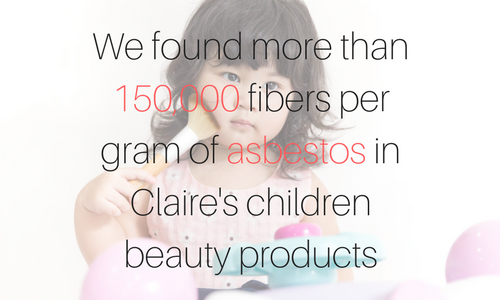 We found more than
150,000 fibers per
gram of asbestos in
Claire's children
beauty products